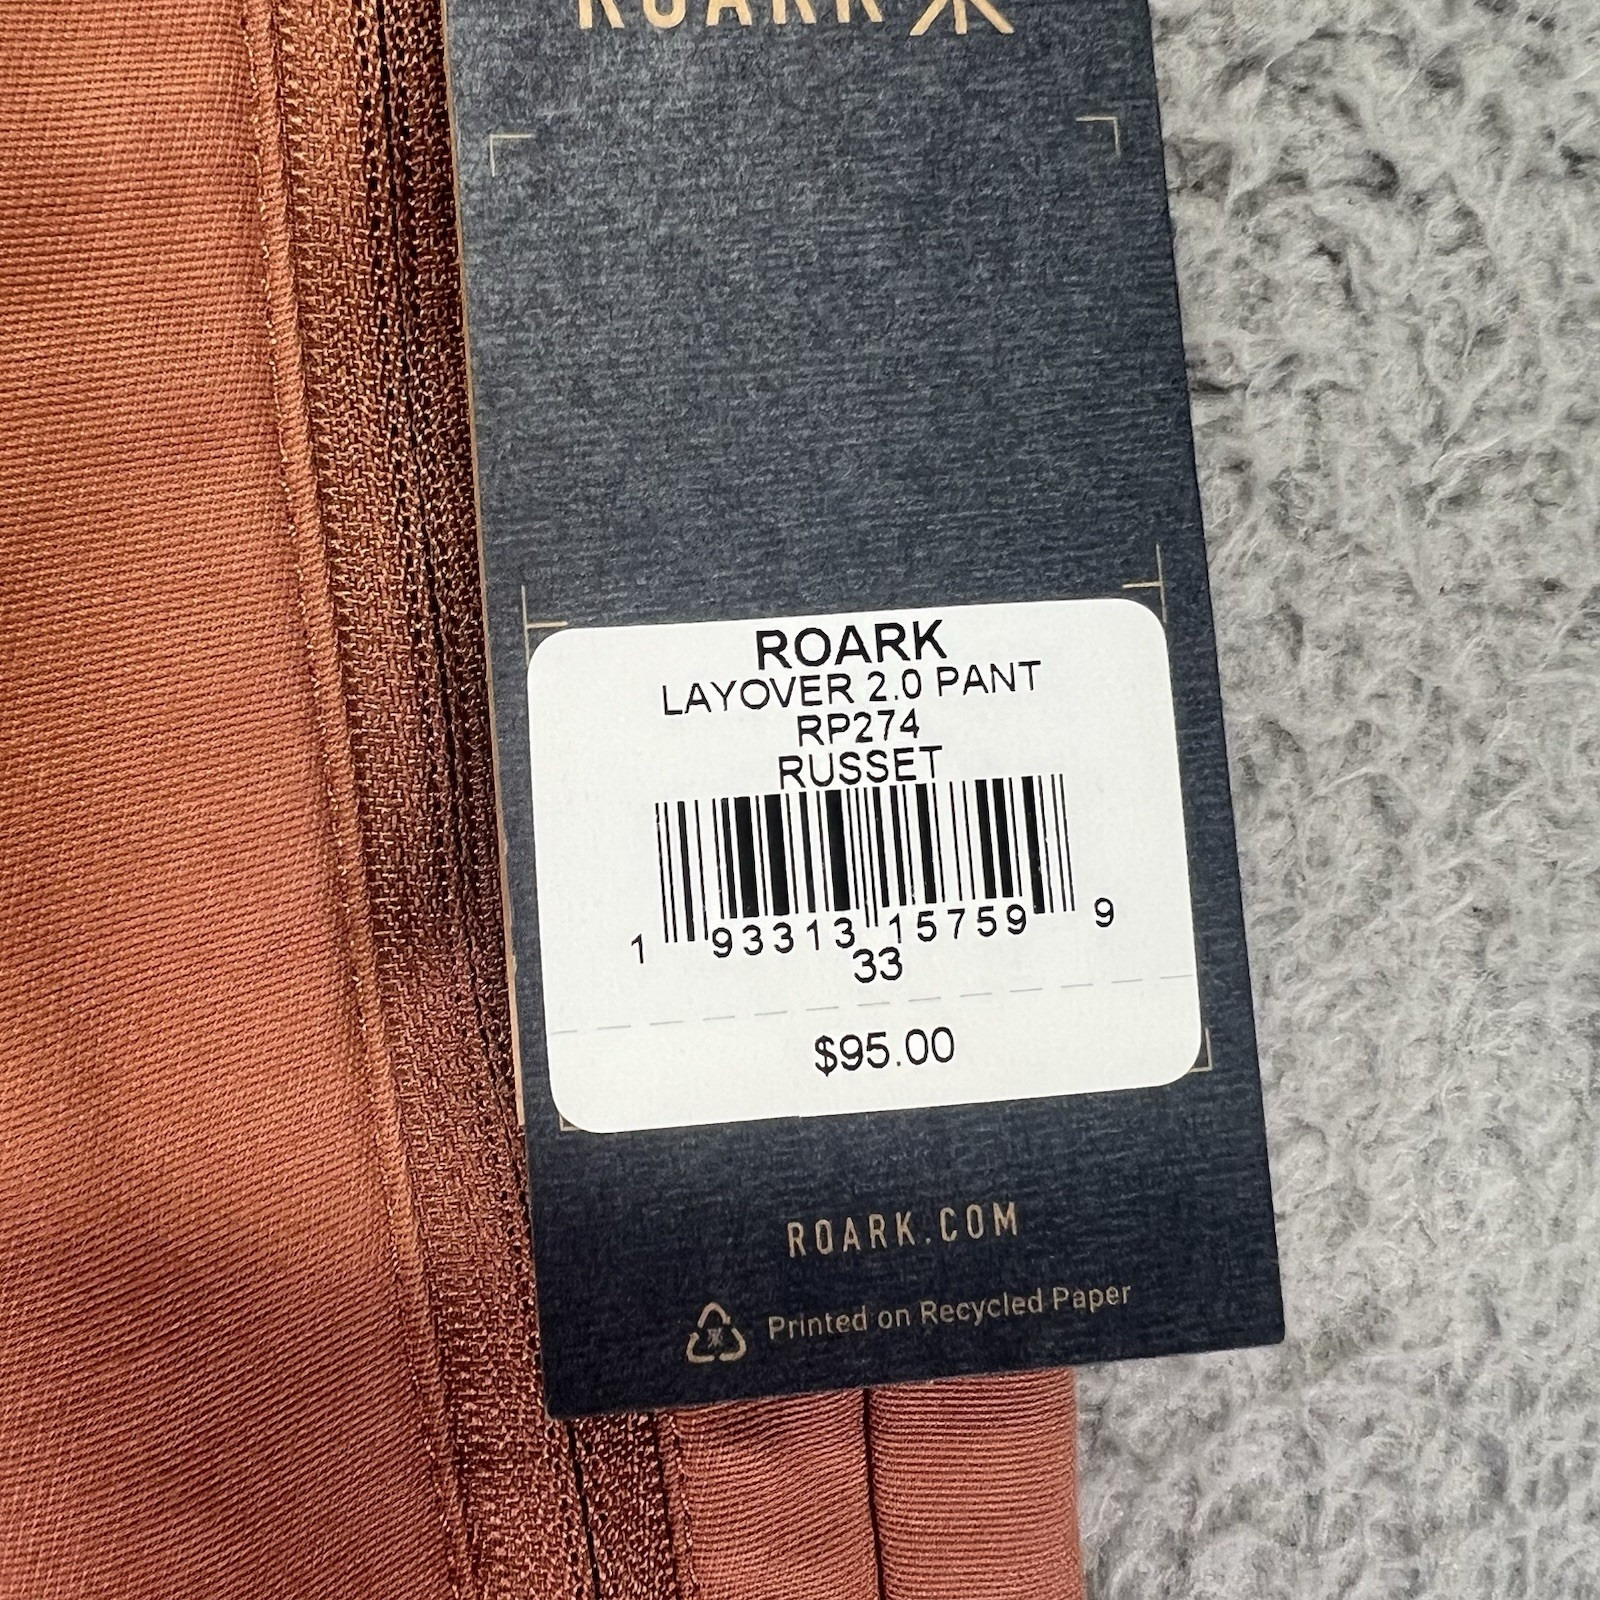 ROARK
ROARK
LAYOVER 2.0 PANT
RP274
RUSSET
1 93313 15759 9
33
$95.00
ROARK.COM
Printed on Recycled Paper